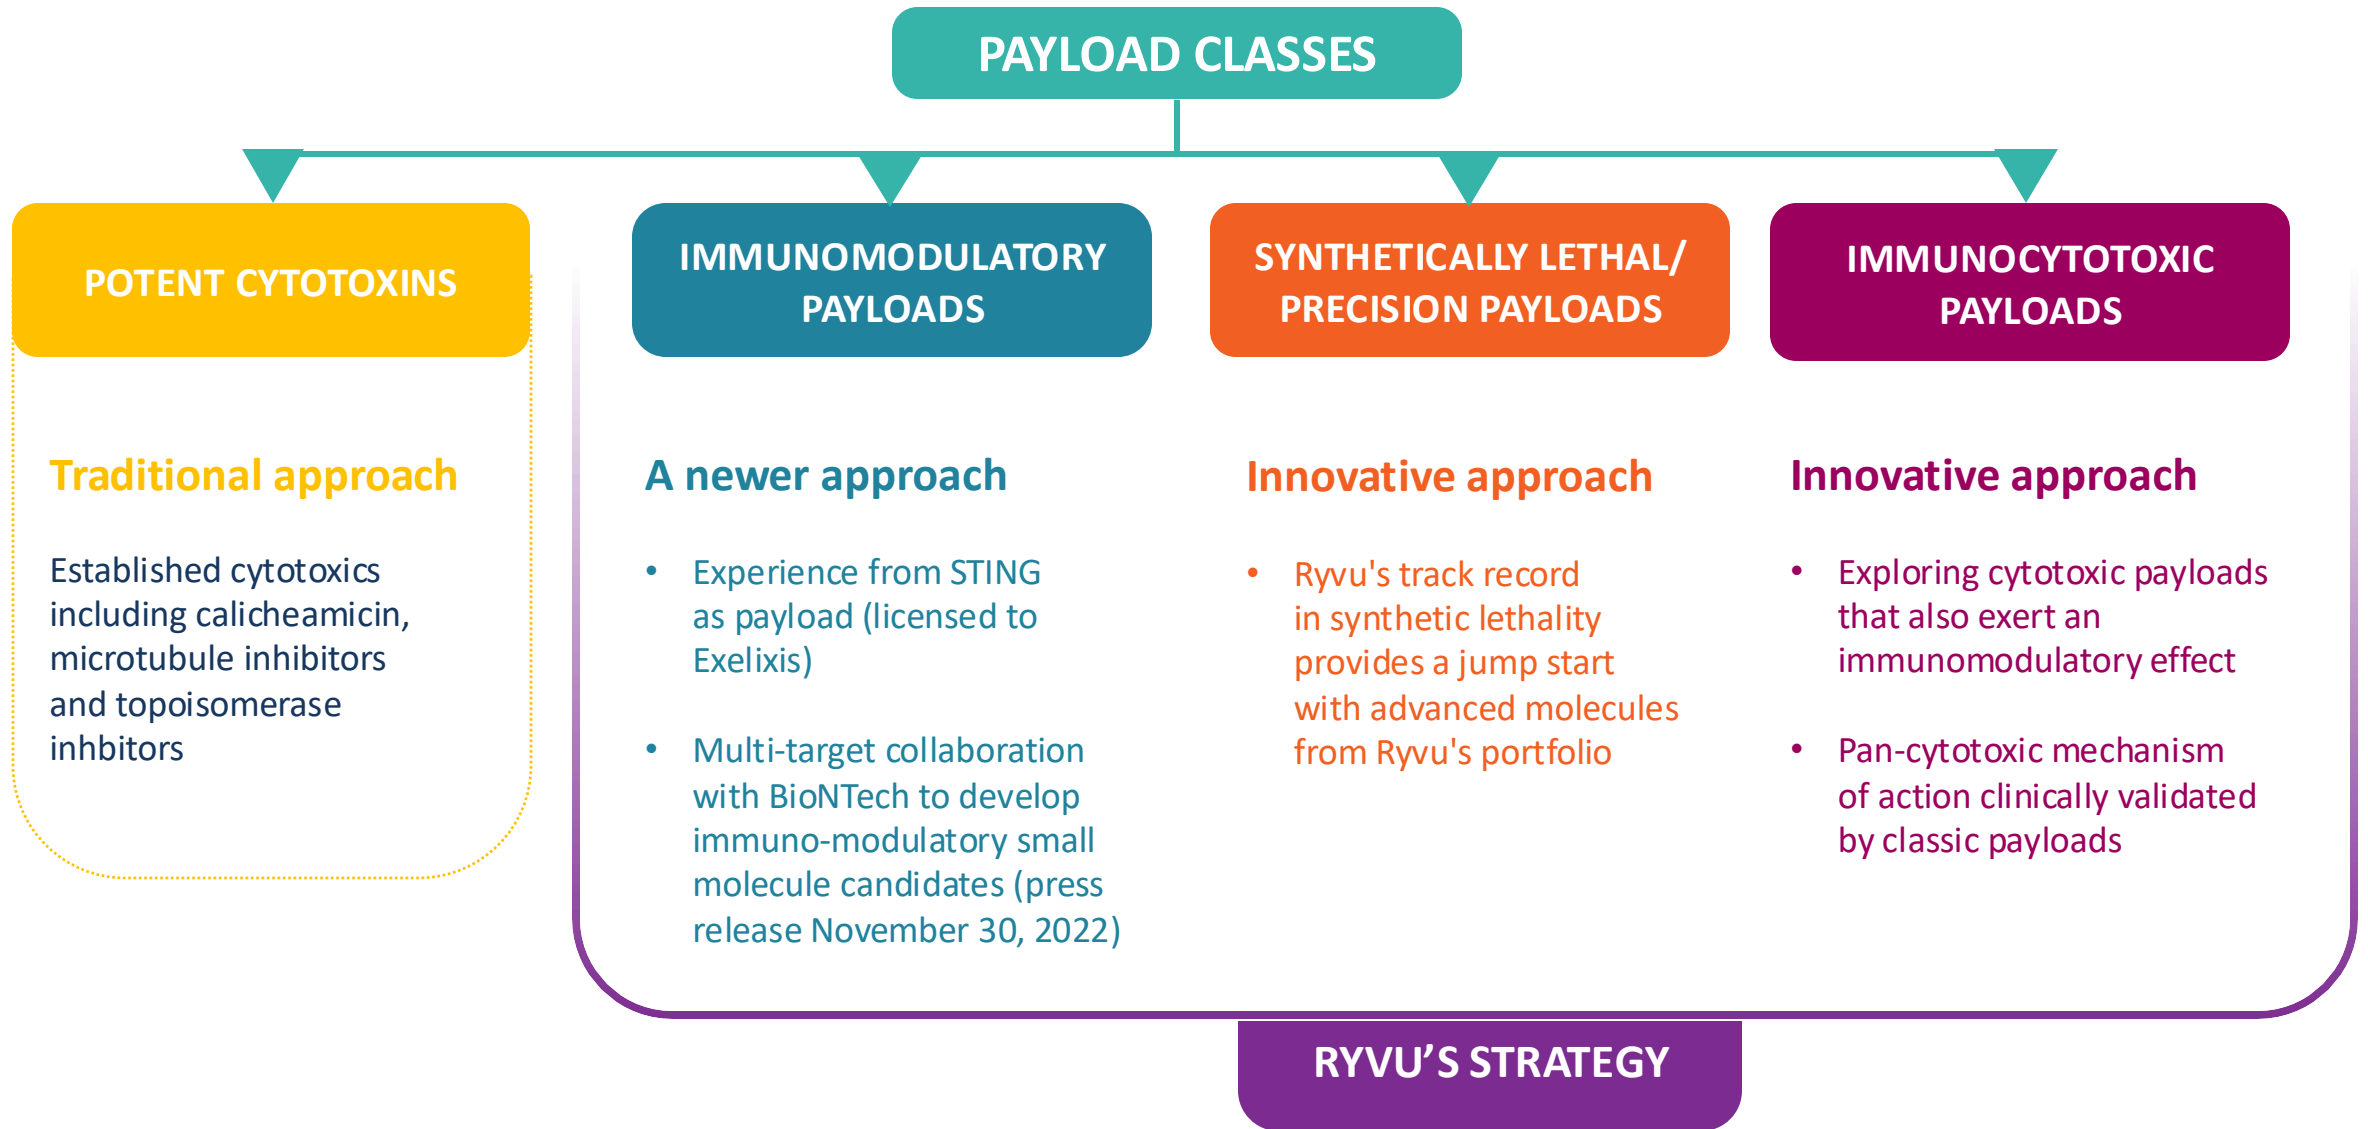 PAYLOAD CLASSES
POTENT CYTOTOXINS
Traditional approach
Established cytotoxics
including calicheamicin,
microtubule inhibitors
and topoisomerase
inhbitors
IMMUNOMODULATORY
PAYLOADS
A newer approach
• Experience from STING
as payload (licensed to
Exelixis)
• Multi-target collaboration
with BioNTech to develop
immuno-modulatory small
molecule candidates (press
release November 30, 2022)
SYNTHETICALLY LETHAL/
PRECISION PAYLOADS
Innovative approach
• Ryvu's track record
in synthetic lethality
provides a jump start
with advanced molecules
from Ryvu's portfolio
IMMUNOCYTOTOXIC
PAYLOADS
Innovative approach
• Exploring cytotoxic payloads
that also exert an
immunomodulatory effect
• Pan-cytotoxic mechanism
of action clinically validated
by classic payloads
RYVU’S STRATEGY